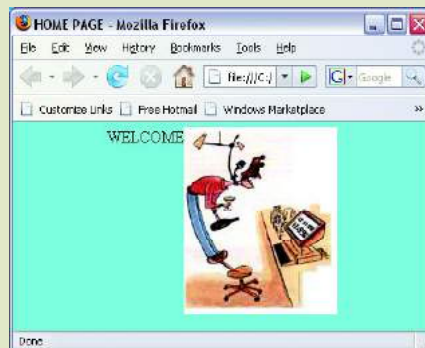 HOME PAGE - Mozilla Firefox
File Edit View History Bookmarks Tools Help
file:///C:/ Google
Customize Links Free Hotmail Windows Marketplace »
WELCOME
Done